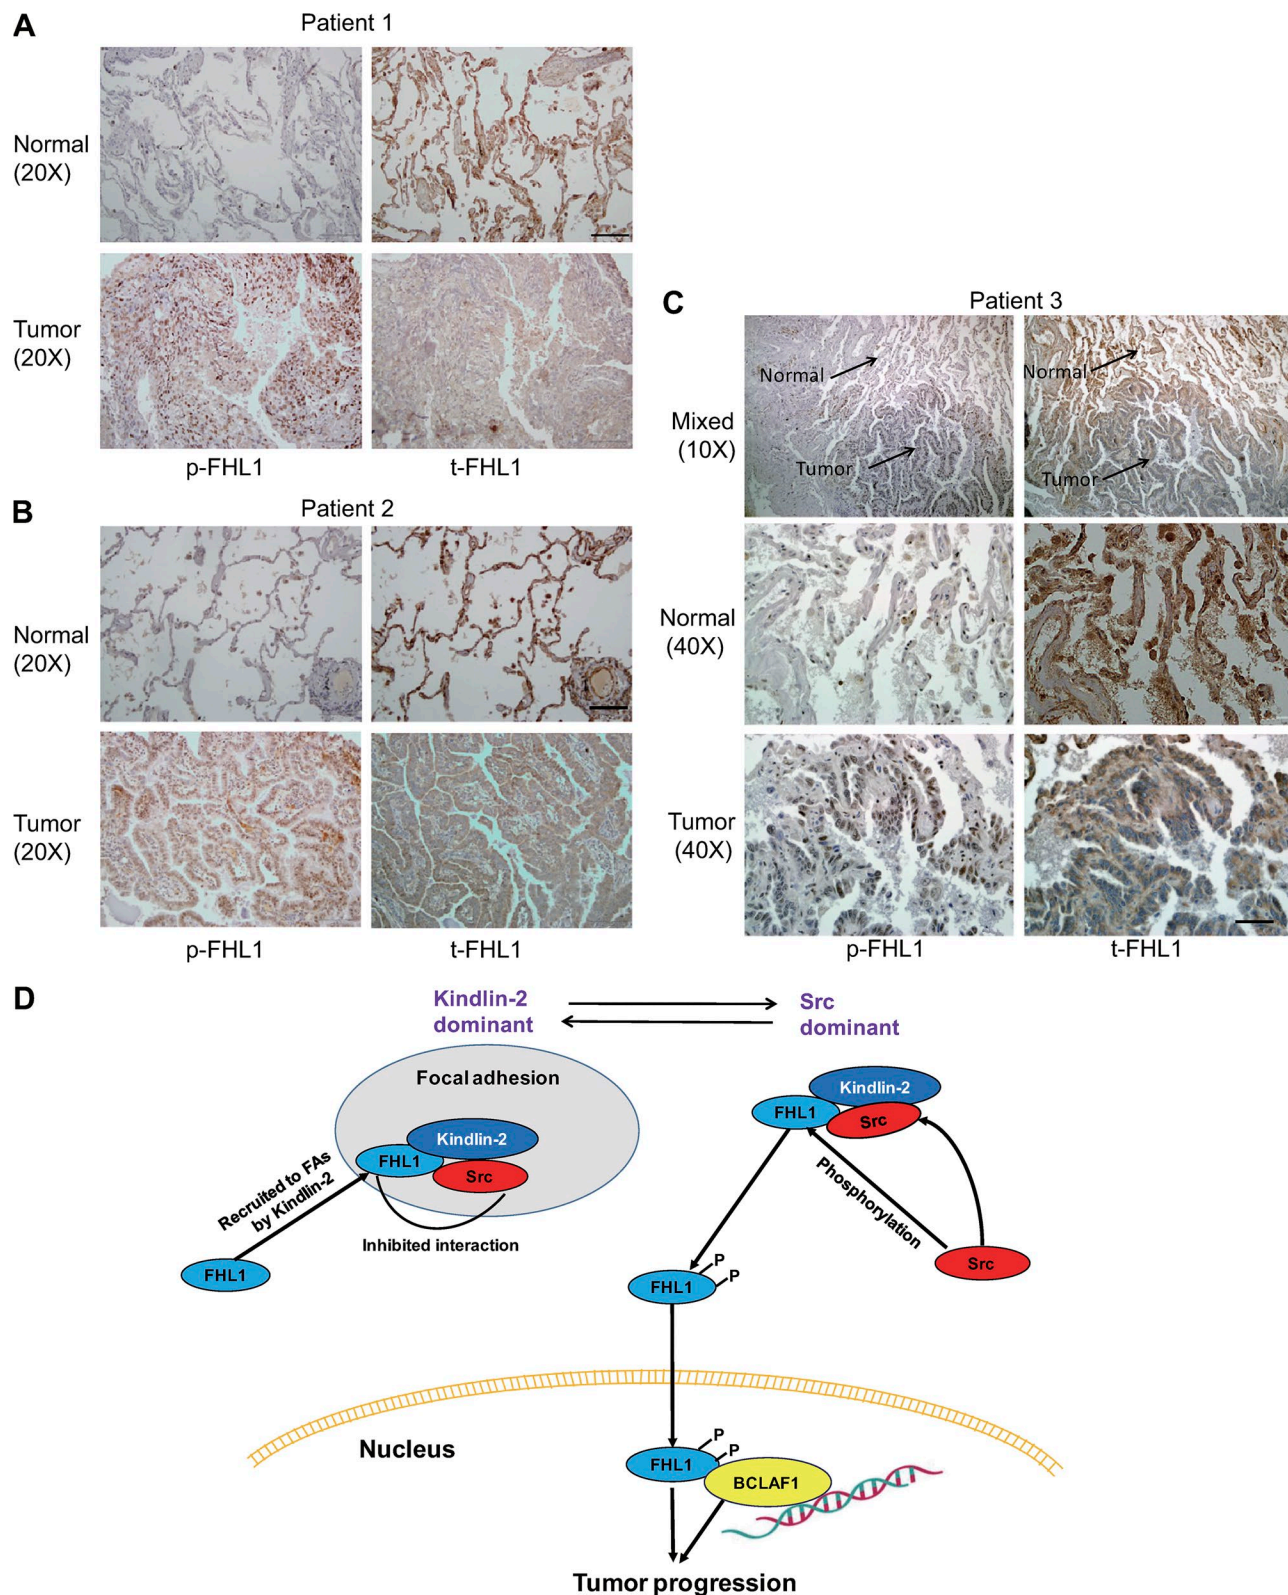 A
Patient 1
Normal
(20X)
Tumor
(20X)
p-FHL1
t-FHL1
B
Patient 2
Normal
(20X)
Tumor
(20X)
p-FHL1
t-FHL1
C
Patient 3
Mixed
(10X)
Normal
Tumor
Normal
Tumor
Normal
(40X)
Tumor
(40X)
p-FHL1
t-FHL1
D
Kindlin-2
dominant
Src
dominant
Focal adhesion
Kindlin-2
FHL1
Src
Recruited to FAs
by Kindlin-2
Inhibited interaction
FHL1
Kindlin-2
FHL1
Src
Phosphorylation
Src
FHL1
P
P
Nucleus
FHL1
P
P
BCLAF1
Tumor progression